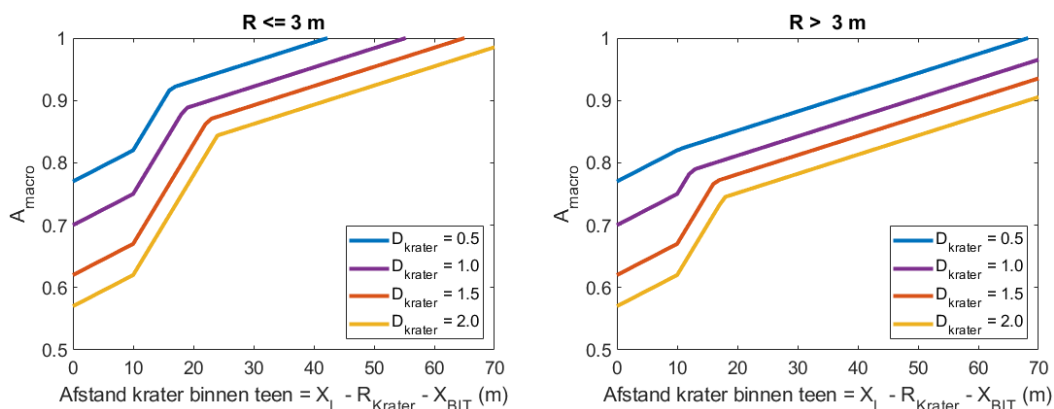 R <= 3 m
1
0.9
0.8
0.7
0.6
0.5
A_macro
0 10 20 30 40 50 60 70
Afstand krater binnen teen = X_L - R_Krater - X_BIT (m)
D_krater = 0.5
D_krater = 1.0
D_krater = 1.5
D_krater = 2.0
R > 3 m
1
0.9
0.8
0.7
0.6
0.5
A_macro
0 10 20 30 40 50 60 70
Afstand krater binnen teen = X_L - R_Krater - X_BIT (m)
D_krater = 0.5
D_krater = 1.0
D_krater = 1.5
D_krater = 2.0